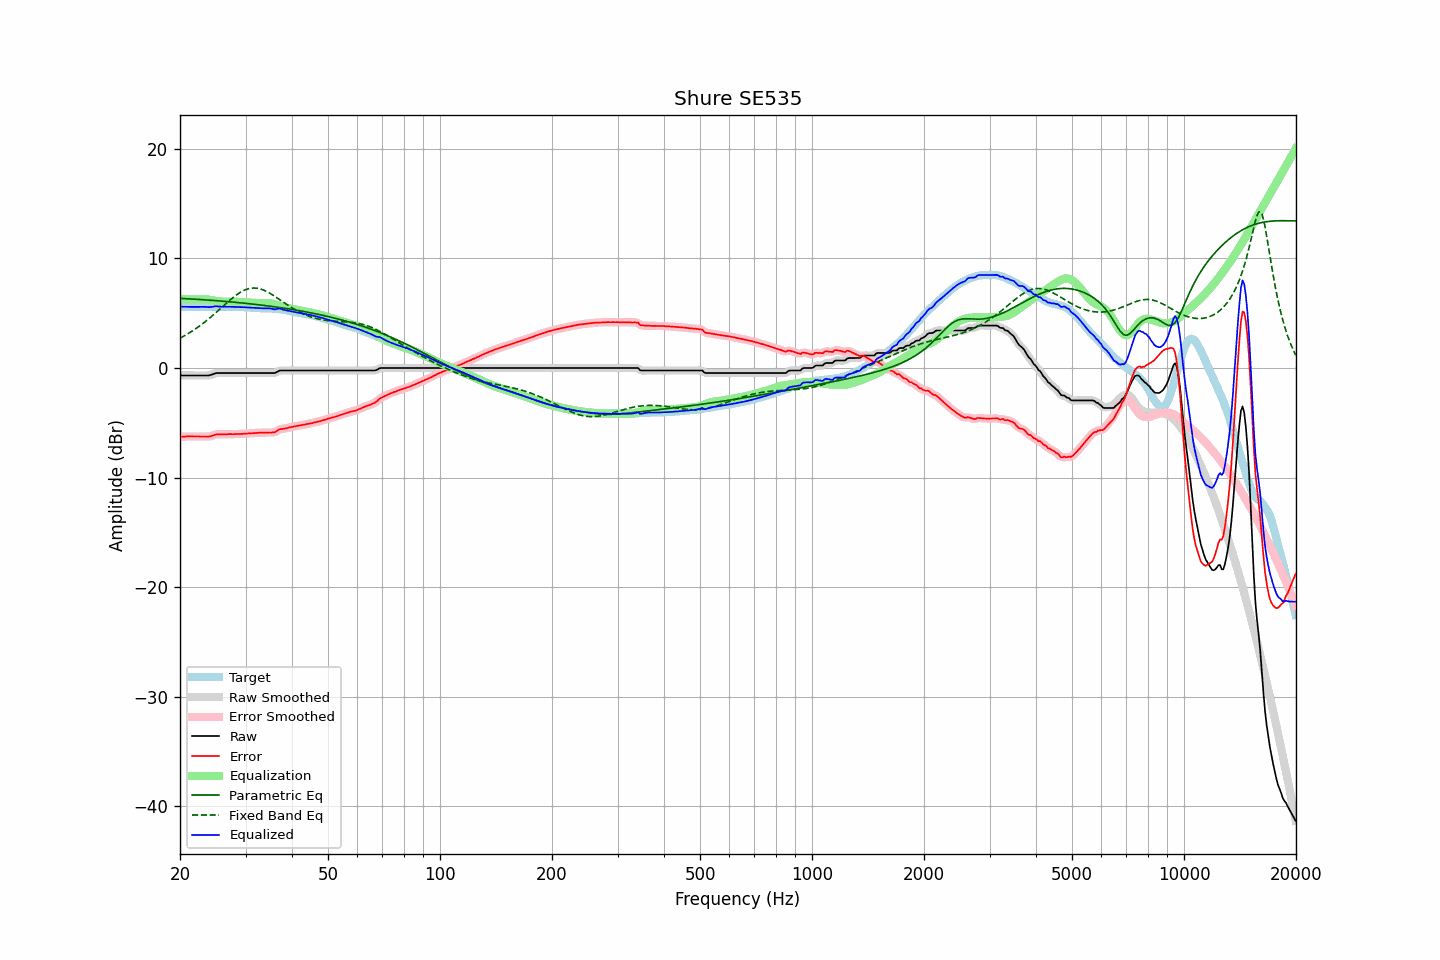 Shure SE535
20
10
0
−10
−20
−30
−40
Amplitude (dBr)
Target
Raw Smoothed
Error Smoothed
Raw
Error
Equalization
Parametric Eq
Fixed Band Eq
Equalized
20 50 100 200 500 1000 2000 5000 10000 20000
Frequency (Hz)